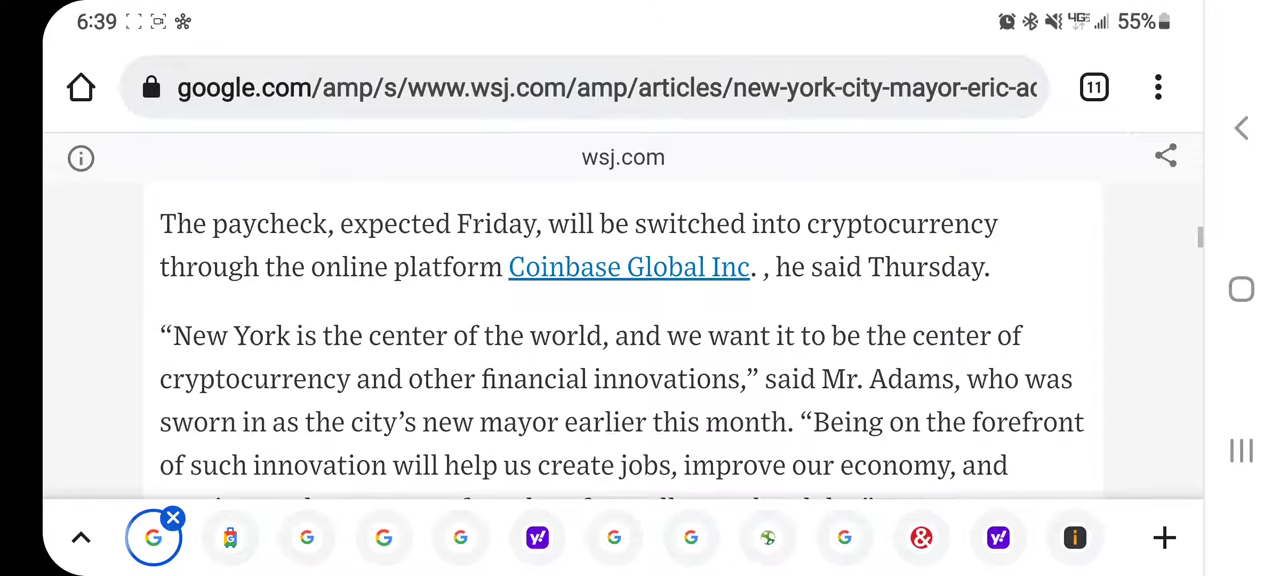 6:39 4GE 55%
google.com/amp/s/www.wsj.com/amp/articles/new-york-city-mayor-eric-ac 11
wsj.com
The paycheck, expected Friday, will be switched into cryptocurrency
through the online platform Coinbase Global Inc. , he said Thursday.
“New York is the center of the world, and we want it to be the center of
cryptocurrency and other financial innovations,” said Mr. Adams, who was
sworn in as the city’s new mayor earlier this month. “Being on the forefront
of such innovation will help us create jobs, improve our economy, and